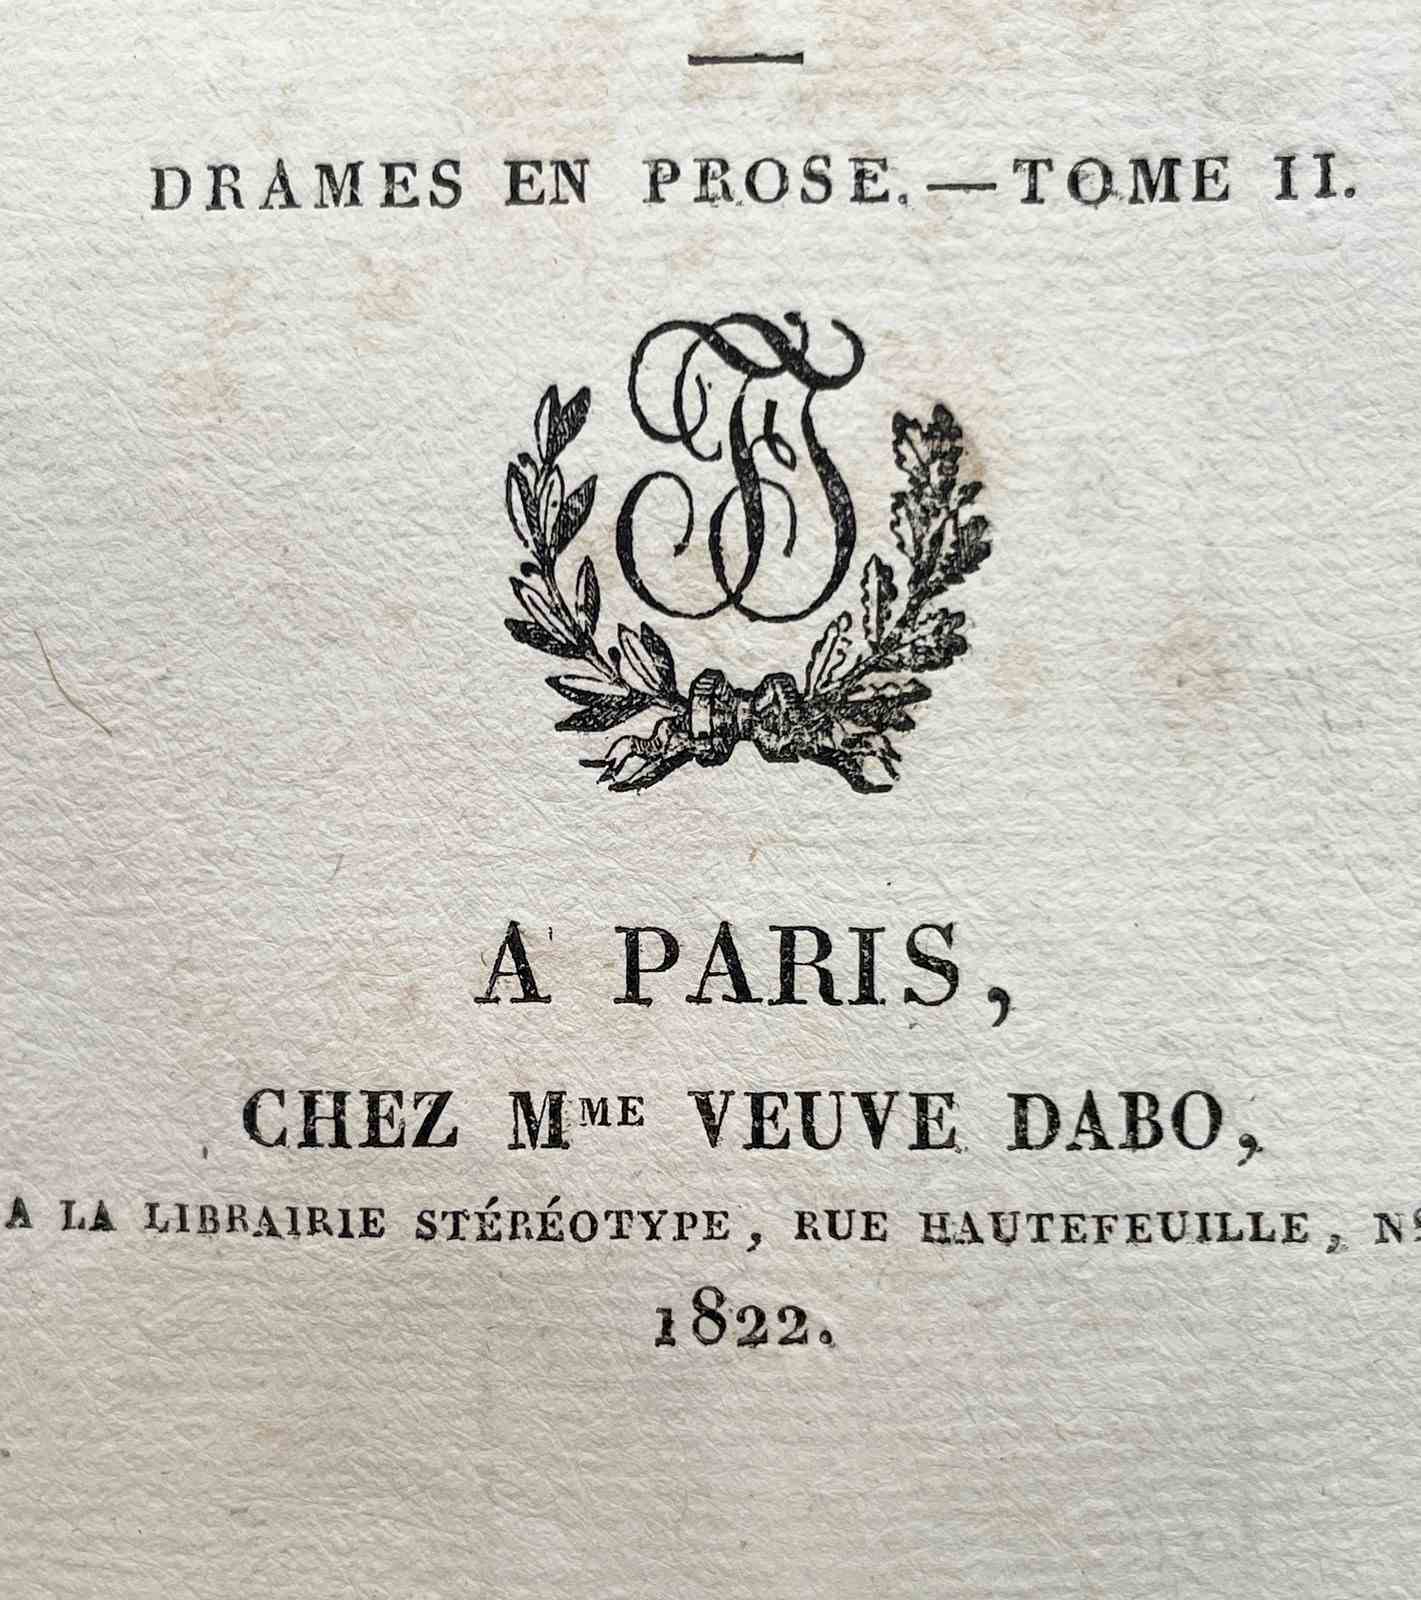 DRAMES EN PROSE.—TOME II.
A PARIS,
CHEZ Mᴹᴱ VEUVE DABO,
A LA LIBRAIRIE STÉRÉOTYPE, RUE HAUTEFEUILLE,
1822.